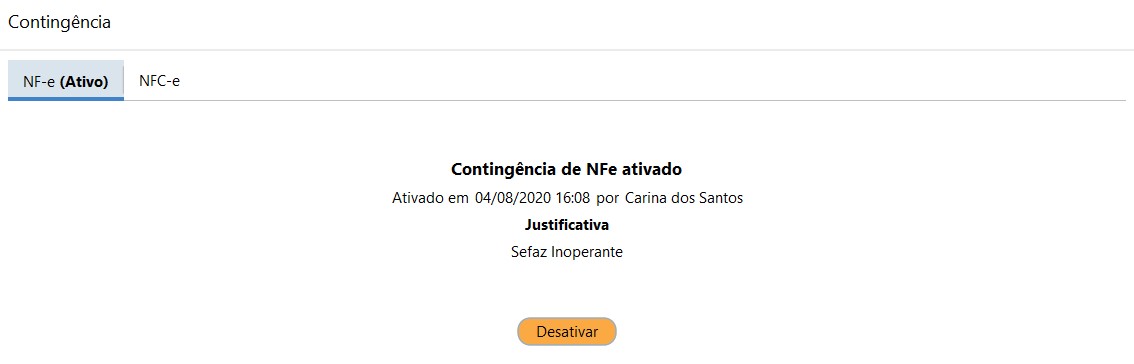 Contingência
NF-e (Ativo) NFC-e
Contingência de NFe ativado
Ativado em 04/08/2020 16:08 por Carina dos Santos
Justificativa
Sefaz Inoperante
Desativar